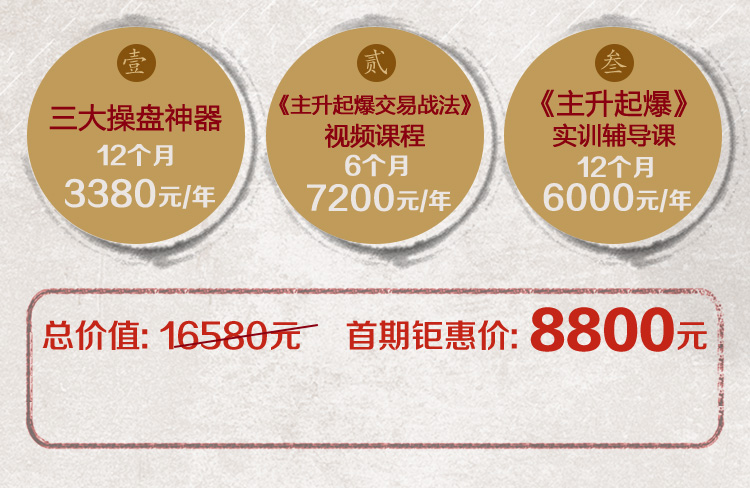 壹
三大操盘神器
12个月
3380元/年
贰
《主升起爆交易战法》
视频课程
6个月
7200元/年
叁
《主升起爆》
实训辅导课
12个月
6000元/年
总价值: 16580元 首期钜惠价: 8800元